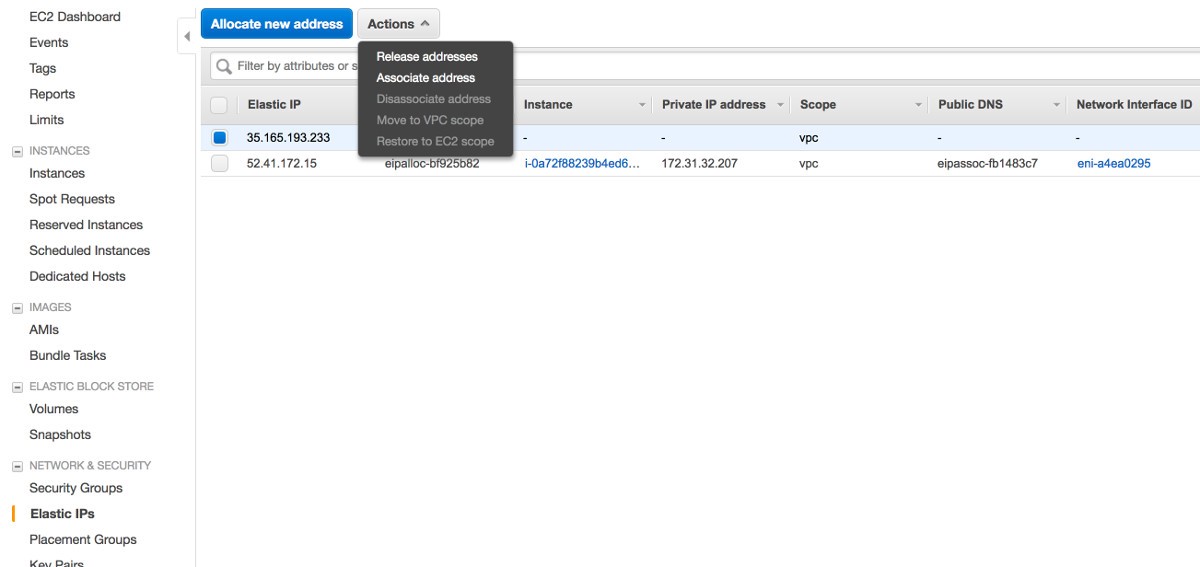 EC2 Dashboard
Events
Tags
Reports
Limits
INSTANCES
Instances
Spot Requests
Reserved Instances
Scheduled Instances
Dedicated Hosts
IMAGES
AMIs
Bundle Tasks
ELASTIC BLOCK STORE
Volumes
Snapshots
NETWORK & SECURITY
Security Groups
Elastic IPs
Placement Groups
Key Pairs
Allocate new address Actions
Release addresses
Associate address
Disassociate address
Move to VPC scope
Restore to EC2 scope
Filter by attributes or s
Elastic IP Instance Private IP address Scope Public DNS Network Interface ID
35.165.193.233 - - vpc - -
52.41.172.15 eipalloc-bf925b82 i-0a72f88239b4ed6... 172.31.32.207 vpc eipassoc-fb1483c7 eni-a4ea0295